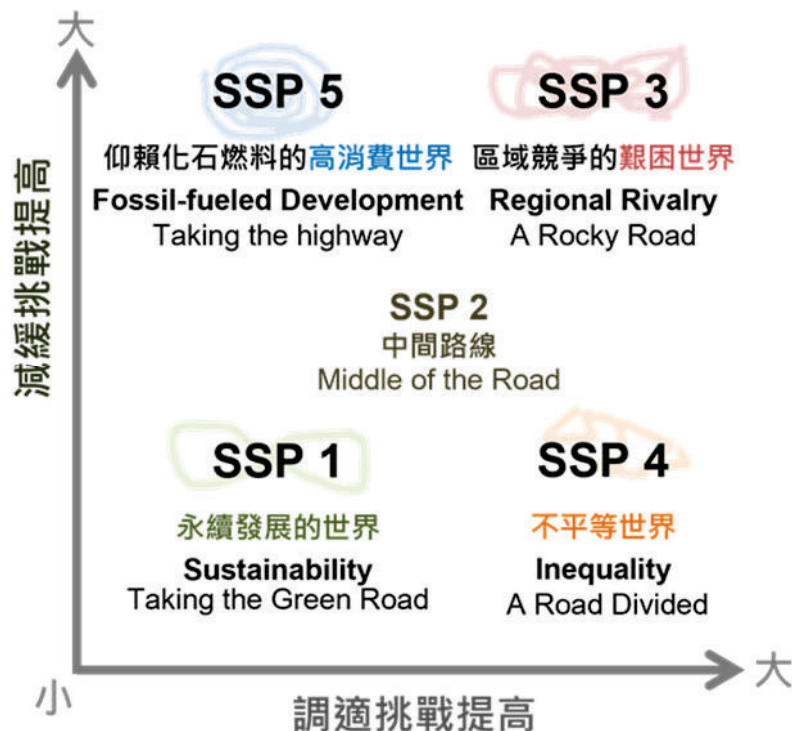 大
減緩挑戰提高
SSP 5
仰賴化石燃料的高消費世界
Fossil-fueled Development
Taking the highway
SSP 3
區域競爭的艱困世界
Regional Rivalry
A Rocky Road
SSP 2
中間路線
Middle of the Road
SSP 1
永續發展的世界
Sustainability
Taking the Green Road
SSP 4
不平等世界
Inequality
A Road Divided
小
調適挑戰提高
大